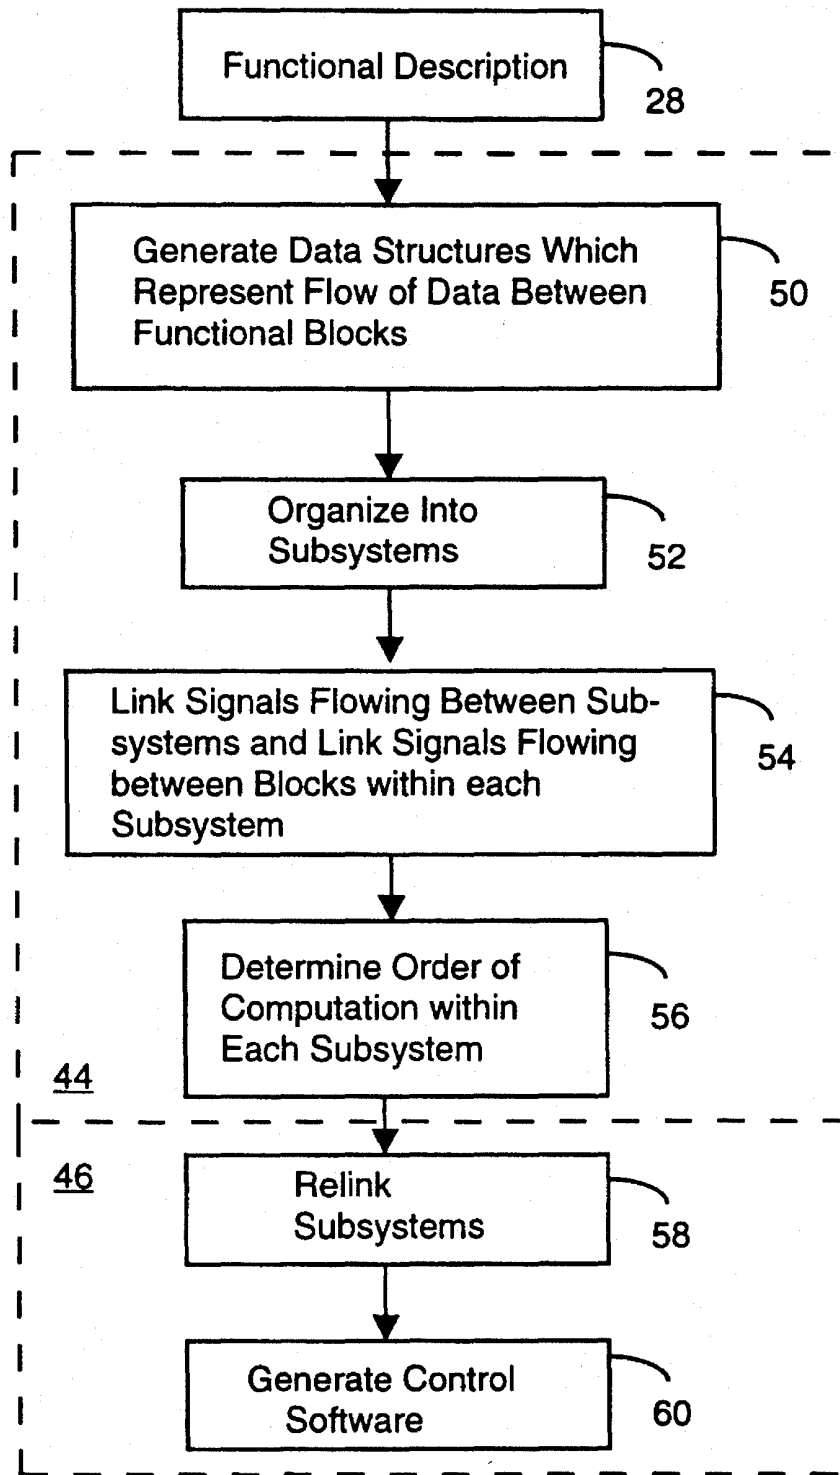 Functional Description
28
Generate Data Structures Which
Represent Flow of Data Between
Functional Blocks
50
Organize Into
Subsystems
52
Link Signals Flowing Between Sub-
systems and Link Signals Flowing
between Blocks within each
Subsystem
54
Determine Order of
Computation within
Each Subsystem
56
44
46
Relink
Subsystems
58
Generate Control
Software
60